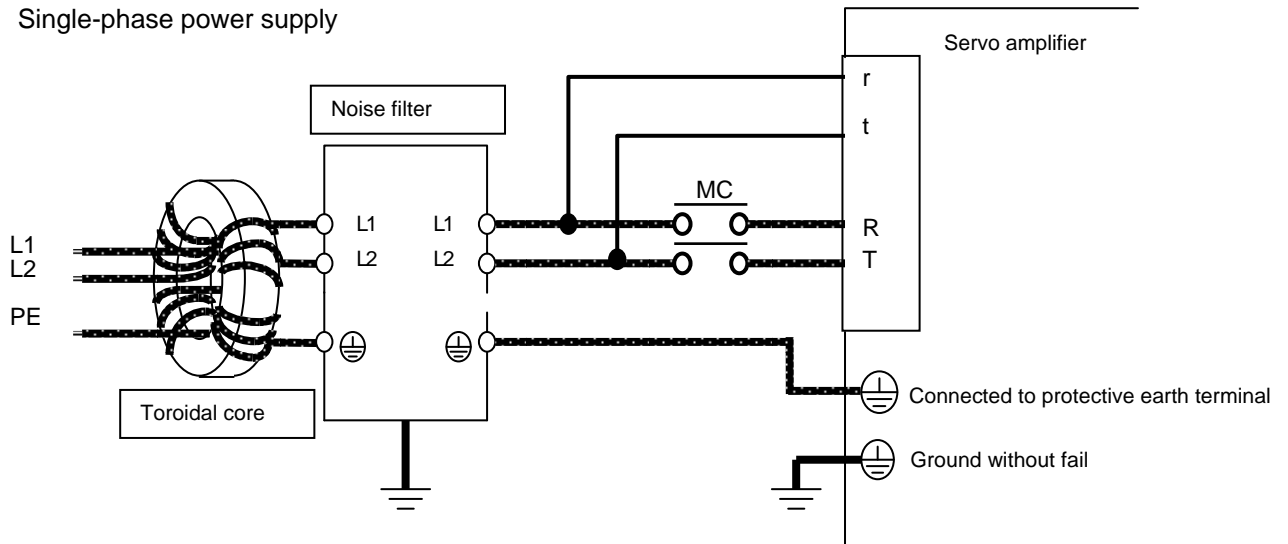 Single-phase power supply
Servo amplifier
r
Noise filter
t
MC
L1 L1 R
L1
L2 L2 T
L2
PE
Connected to protective earth terminal
Toroidal core
Ground without fail